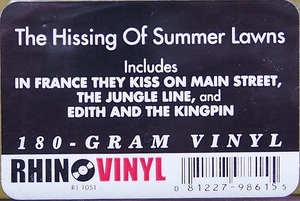 The Hissing Of Summer Lawns
Includes
IN FRANCE THEY KISS ON MAIN STREET,
THE JUNGLE LINE, and
EDITH AND THE KINGPIN
180-GRAM VINYL
RHINO VINYL
R1 1051
0 81227-98615 5